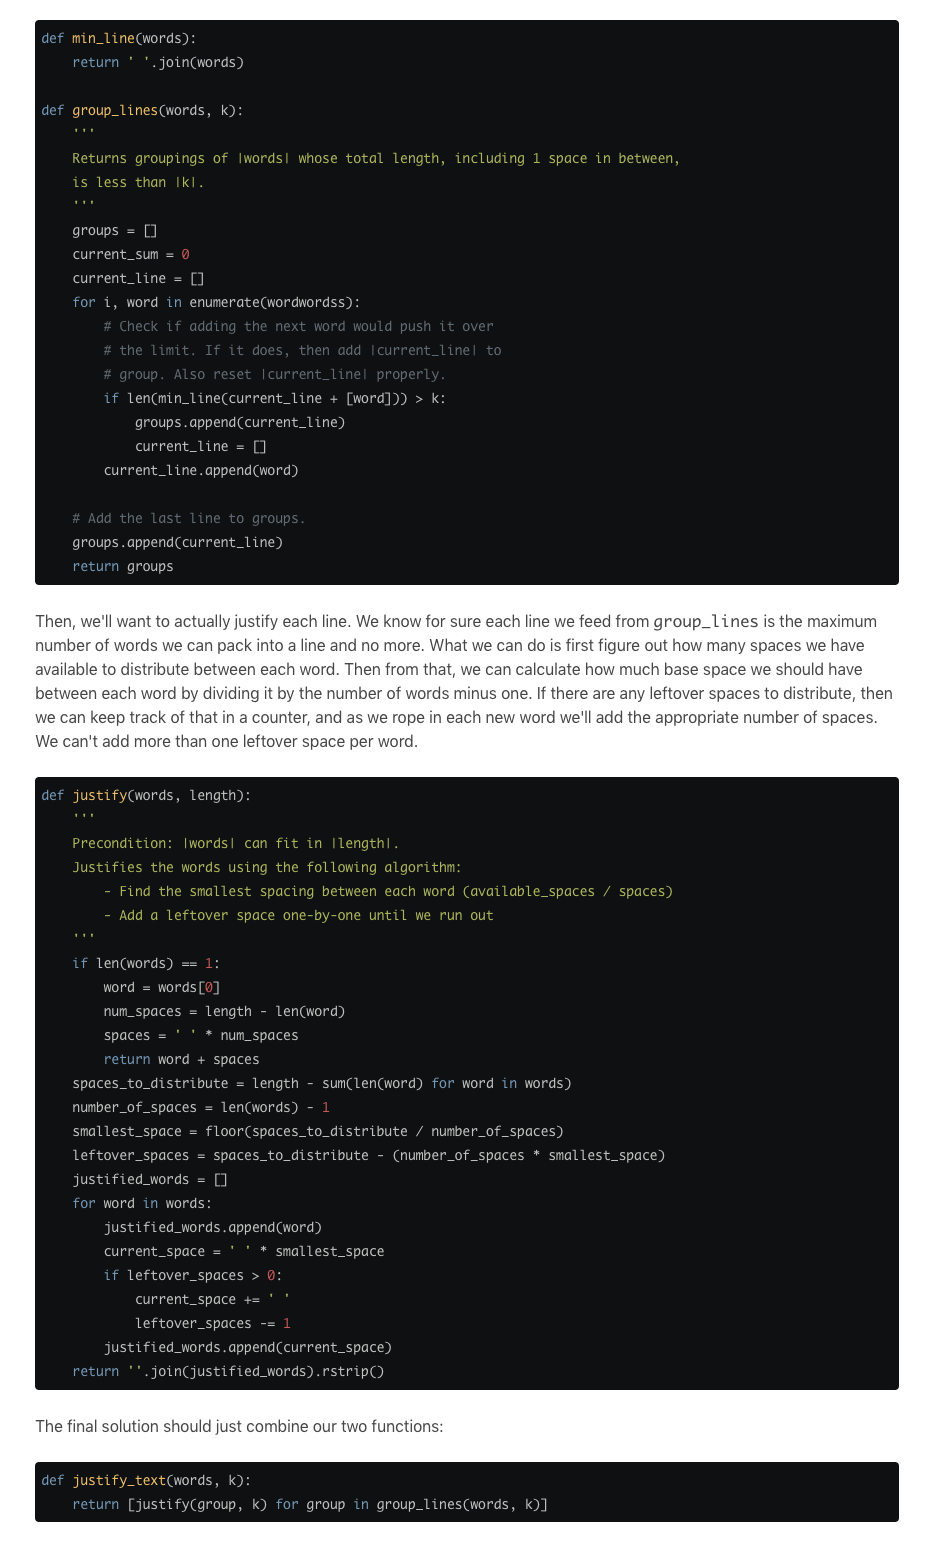 def min_line(words):
    return ' '.join(words)

def group_lines(words, k):
    '''
    Returns groupings of |words| whose total length, including 1 space in between,
    is less than |k|.
    '''
    groups = []
    current_sum = 0
    current_line = []
    for i, word in enumerate(wordwordss):
        # Check if adding the next word would push it over
        # the limit. If it does, then add |current_line| to
        # group. Also reset |current_line| properly.
        if len(min_line(current_line + [word])) > k:
            groups.append(current_line)
            current_line = []
        current_line.append(word)

    # Add the last line to groups.
    groups.append(current_line)
    return groups

Then, we'll want to actually justify each line. We know for sure each line we feed from group_lines is the maximum
number of words we can pack into a line and no more. What we can do is first figure out how many spaces we have
available to distribute between each word. Then from that, we can calculate how much base space we should have
between each word by dividing it by the number of words minus one. If there are any leftover spaces to distribute, then
we can keep track of that in a counter, and as we rope in each new word we'll add the appropriate number of spaces.
We can't add more than one leftover space per word.

def justify(words, length):
    '''
    Precondition: |words| can fit in |length|.
    Justifies the words using the following algorithm:
        - Find the smallest spacing between each word (available_spaces / spaces)
        - Add a leftover space one-by-one until we run out
    '''
    if len(words) == 1:
        word = words[0]
        num_spaces = length - len(word)
        spaces = ' ' * num_spaces
        return word + spaces
    spaces_to_distribute = length - sum(len(word) for word in words)
    number_of_spaces = len(words) - 1
    smallest_space = floor(spaces_to_distribute / number_of_spaces)
    leftover_spaces = spaces_to_distribute - (number_of_spaces * smallest_space)
    justified_words = []
    for word in words:
        justified_words.append(word)
        current_space = ' ' * smallest_space
        if leftover_spaces > 0:
            current_space += ' '
            leftover_spaces -= 1
        justified_words.append(current_space)
    return ''.join(justified_words).rstrip()

The final solution should just combine our two functions:

def justify_text(words, k):
    return [justify(group, k) for group in group_lines(words, k)]